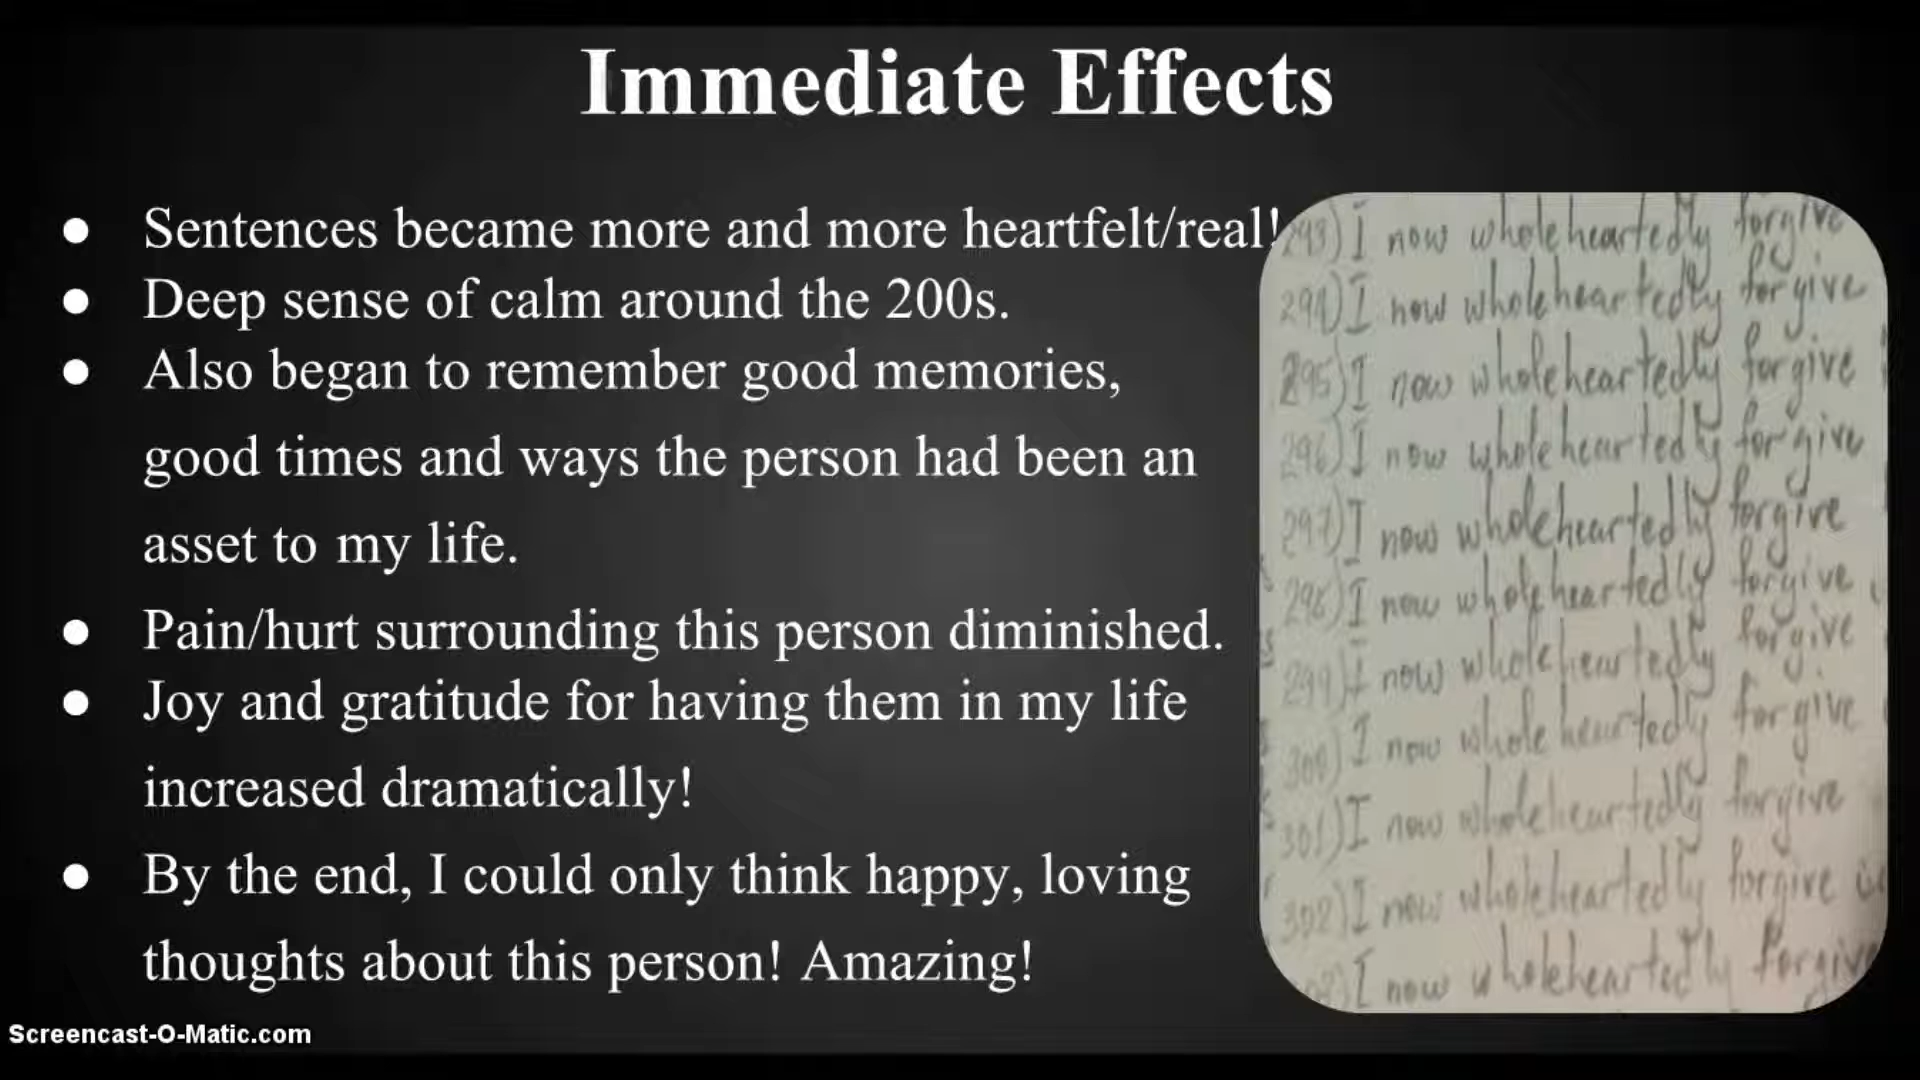 Immediate Effects
● Sentences became more and more heartfelt/real!
● Deep sense of calm around the 200s.
● Also began to remember good memories,
good times and ways the person had been an
asset to my life.
● Pain/hurt surrounding this person diminished.
● Joy and gratitude for having them in my life
increased dramatically!
● By the end, I could only think happy, loving
thoughts about this person! Amazing!
293) I now wholeheartedly forgive
294) I now wholeheartedly forgive
295) I now wholeheartedly forgive
296) I now wholeheartedly forgive
297) I now wholeheartedly forgive
298) I now wholeheartedly forgive
299) I now wholeheartedly forgive
300) I now wholeheartedly forgive
301) I now wholeheartedly forgive
302) I now wholeheartedly forgive
I now wholeheartedly forgive
Screencast-O-Matic.com